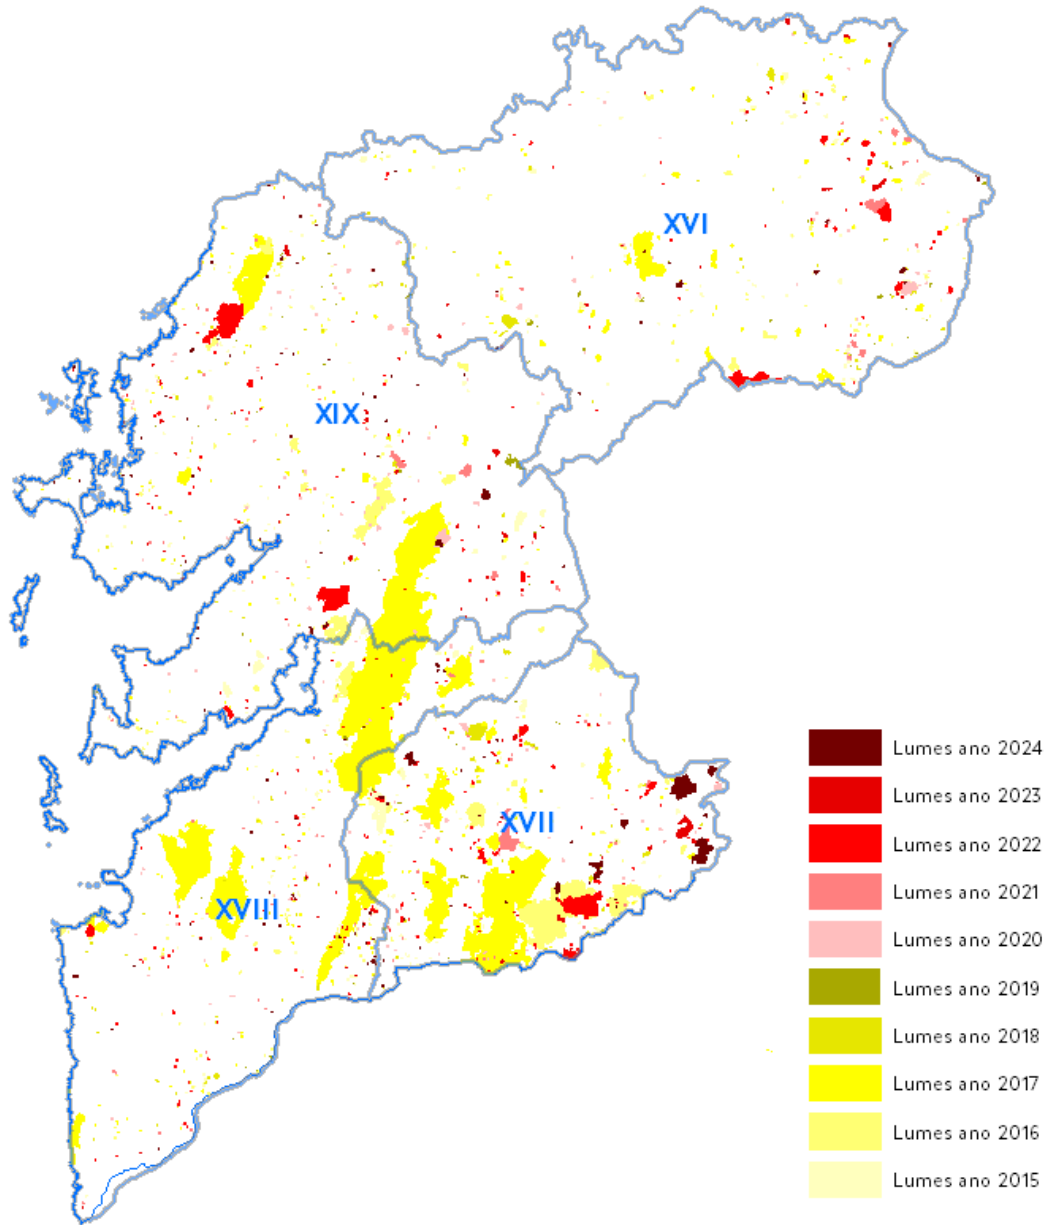 XVI
XIX
XVII
XVIII
Lumes ano 2024
Lumes ano 2023
Lumes ano 2022
Lumes ano 2021
Lumes ano 2020
Lumes ano 2019
Lumes ano 2018
Lumes ano 2017
Lumes ano 2016
Lumes ano 2015